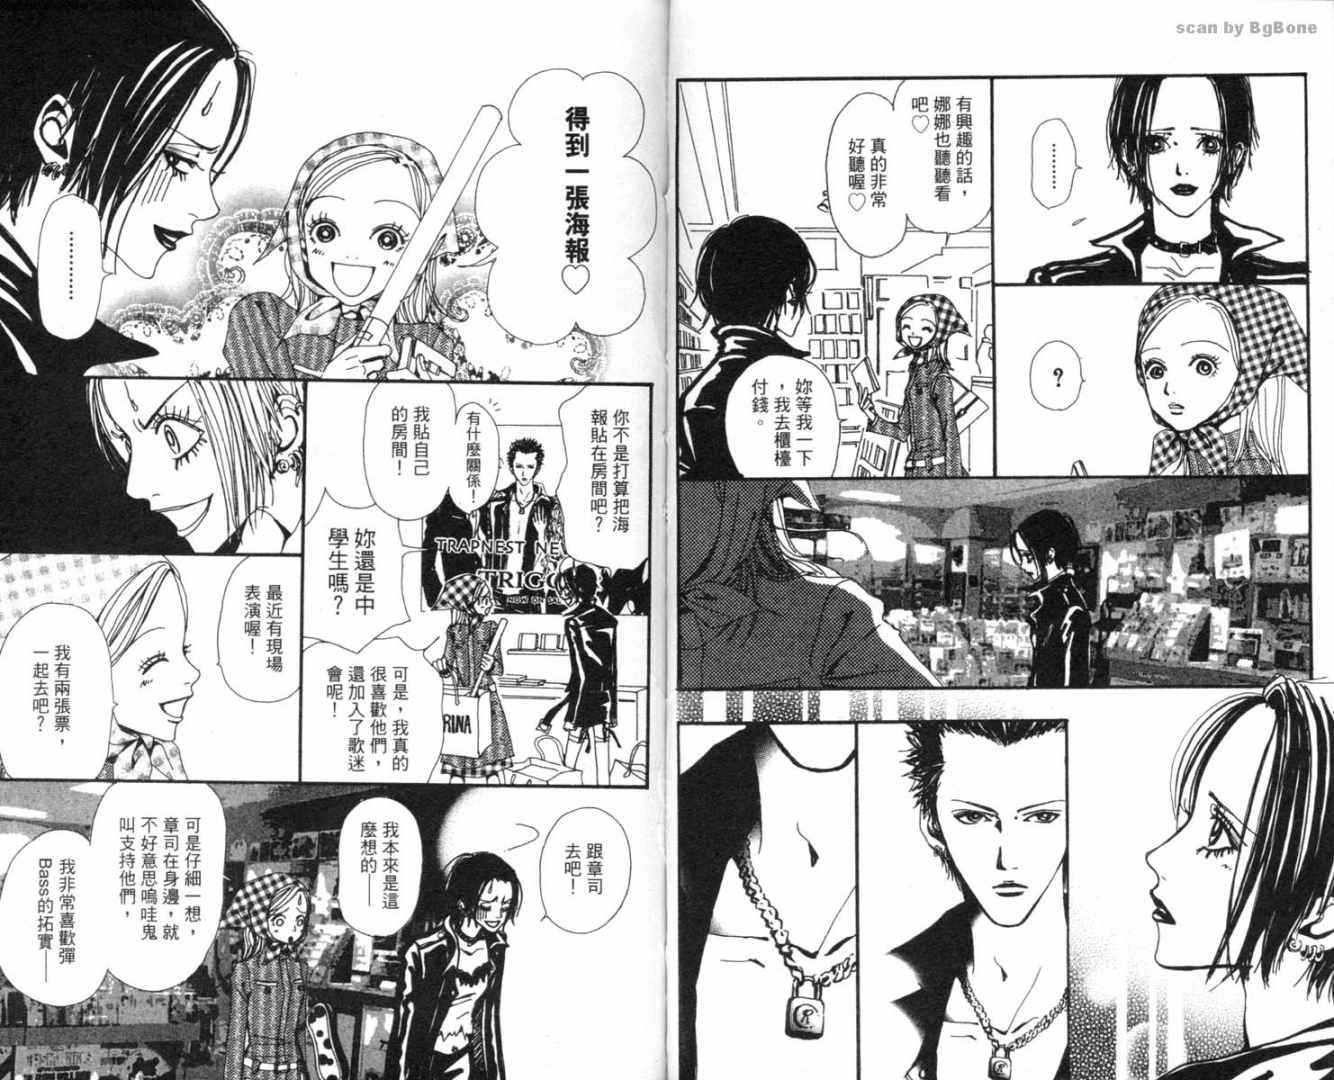 scan by BgBone
………
?
有興趣的話，
娜娜也聽聽看
吧♡
真的非常
好聽喔♡
妳等我一下
，我去櫃檯
付錢。
得到一張海報♡
………
你不是打算把海
報貼在房間吧？
有什麼關係！
我貼自己
的房間！
妳還是中
學生嗎？
TRAPNEST NE
TRIG
NOW ON SAL
RINA
可是，我真的
很喜歡他們，
還加入了歌迷
會呢！
最近有現場
表演喔！
我有兩張票，
一起去吧？
跟章司
去吧！
我本來是這
麼想的——
可是仔細一想，
章司在身邊，就
不好意思嗚哇鬼
叫支持他們，
我非常喜歡彈
Bass的拓實——